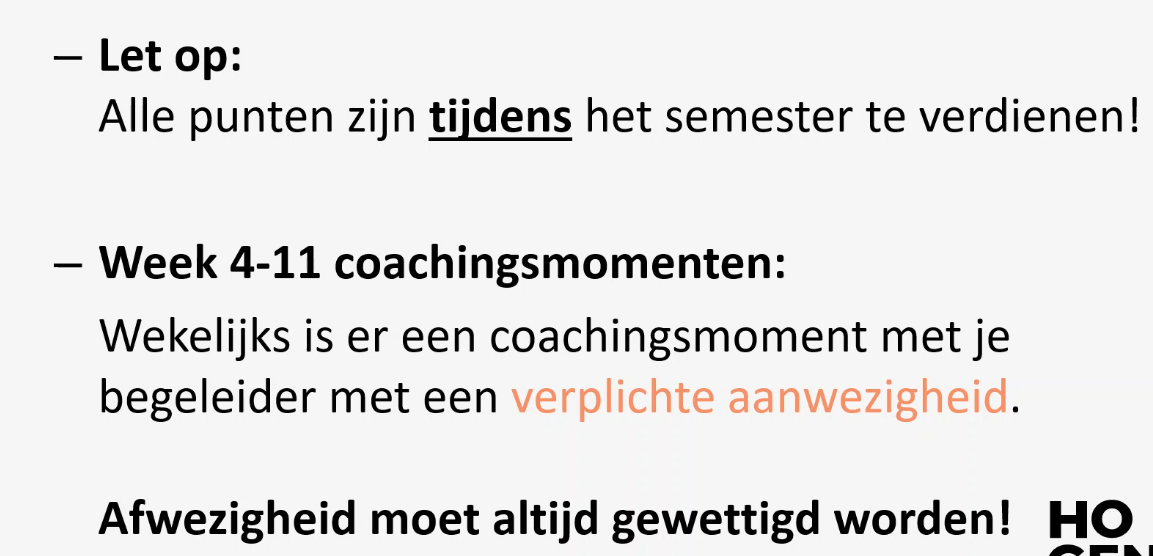 – Let op:
Alle punten zijn tijdens het semester te verdienen!
– Week 4-11 coachingsmomenten:
Wekelijks is er een coachingsmoment met je
begeleider met een verplichte aanwezigheid.
Afwezigheid moet altijd gewettigd worden!
HO